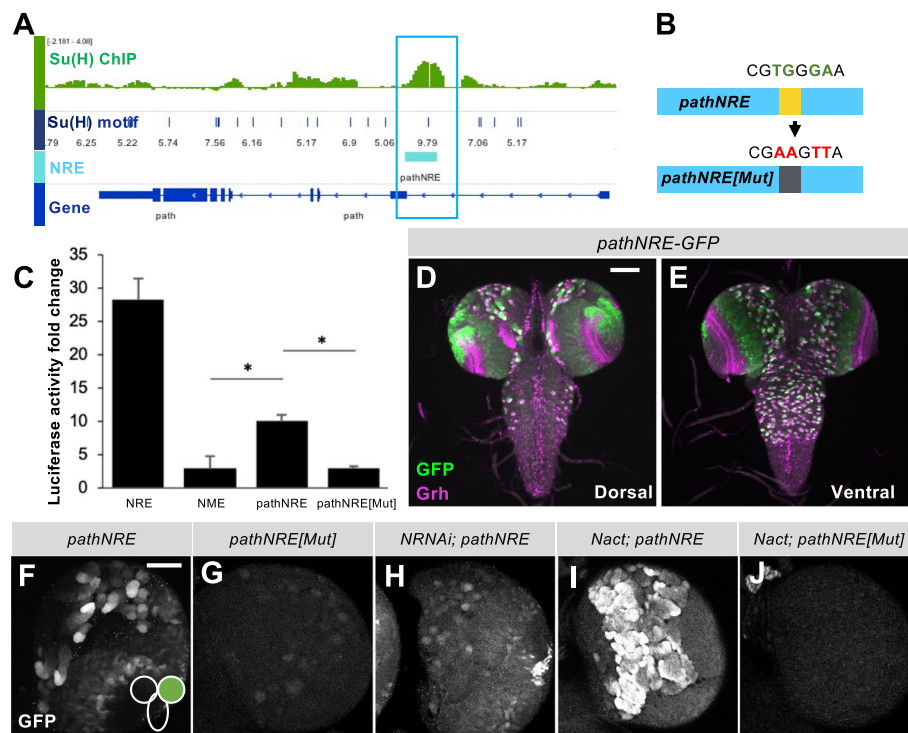 A
[-2.181 - 4.08]
Su(H) ChIP
Su(H) motif
.79 6.25 5.22 5.74 7.56 6.16 5.17 6.40 9.79 7.06 5.17
NRE
pathNRE
Gene
path path
B
CGTGGGAA
pathNRE
CGAAGTTA
pathNRE[Mut]
C
Luciferase activity fold change
35
30
25
20
15
10
5
0
* *
NRE NME pathNRE pathNRE[Mut]
pathNRE-GFP
D E
GFP
Grh
Dorsal Ventral
pathNRE pathNRE[Mut] NRNAi; pathNRE Nact; pathNRE Nact; pathNRE[Mut]
F G H I J
GFP